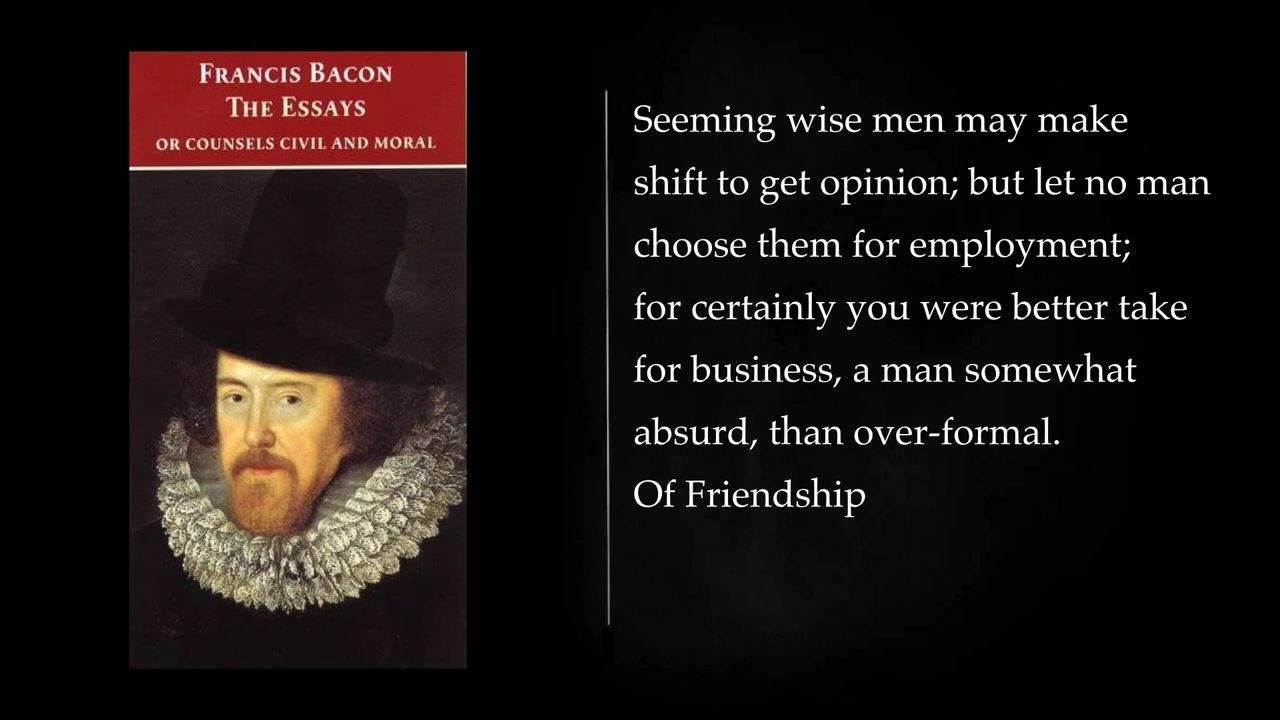 FRANCIS BACON
THE ESSAYS
OR COUNSELS CIVIL AND MORAL
Seeming wise men may make
shift to get opinion; but let no man
choose them for employment;
for certainly you were better take
for business, a man somewhat
absurd, than over-formal.
Of Friendship